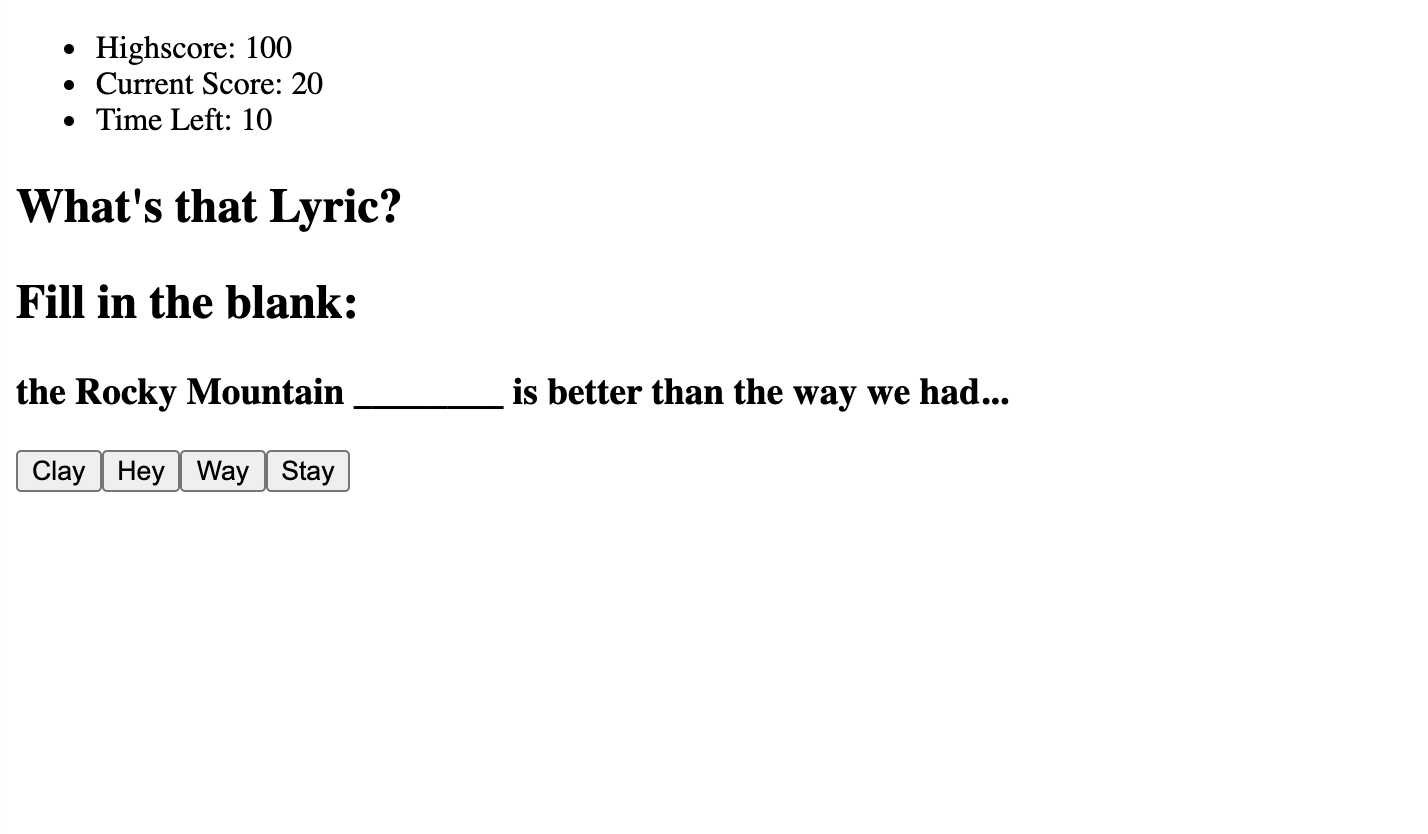 Highscore: 100
Current Score: 20
Time Left: 10
What's that Lyric?
Fill in the blank:
the Rocky Mountain ________ is better than the way we had...
Clay Hey Way Stay